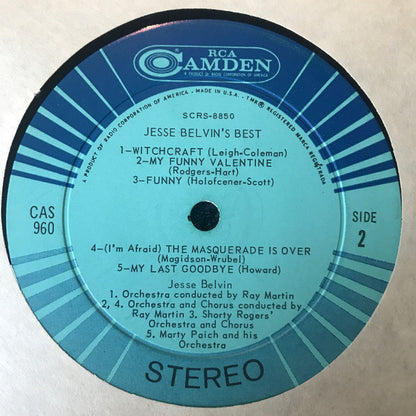 RCA
CAMDEN
A PRODUCT OF RADIO CORPORATION OF AMERICA
A PRODUCT OF RADIO CORPORATION OF AMERICA - MADE IN U.S.A. - TMK® REGISTERED MARCA REGISTRADA
SCRS-8850
JESSE BELVIN'S BEST
1—WITCHCRAFT (Leigh-Coleman)
2—MY FUNNY VALENTINE
(Rodgers-Hart)
3—FUNNY (Holofcener-Scott)
CAS
960
SIDE
2
4—(I'm Afraid) THE MASQUERADE IS OVER
(Magidson-Wrubel)
5—MY LAST GOODBYE (Howard)
Jesse Belvin
1. Orchestra conducted by Ray Martin
2, 4. Orchestra and Chorus conducted by
Ray Martin 3. Shorty Rogers'
Orchestra and Chorus
5. Marty Paich and his
Orchestra
STEREO